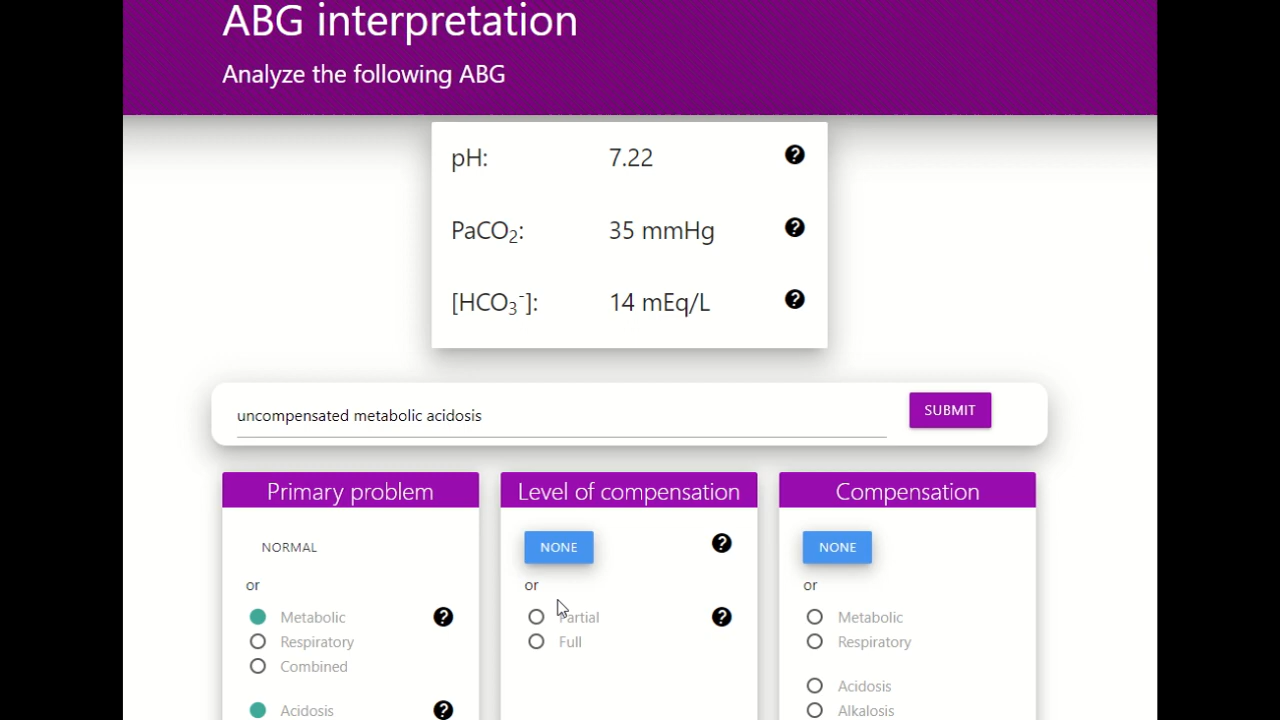 ABG interpretation
Analyze the following ABG
pH: 7.22 ?
PaCO₂: 35 mmHg ?
[HCO₃⁻]: 14 mEq/L ?
uncompensated metabolic acidosis SUBMIT
Primary problem
NORMAL
or
Metabolic ?
Respiratory
Combined
Acidosis ?
Level of compensation
NONE ?
or
Partial ?
Full
Compensation
NONE
or
Metabolic
Respiratory
Acidosis
Alkalosis